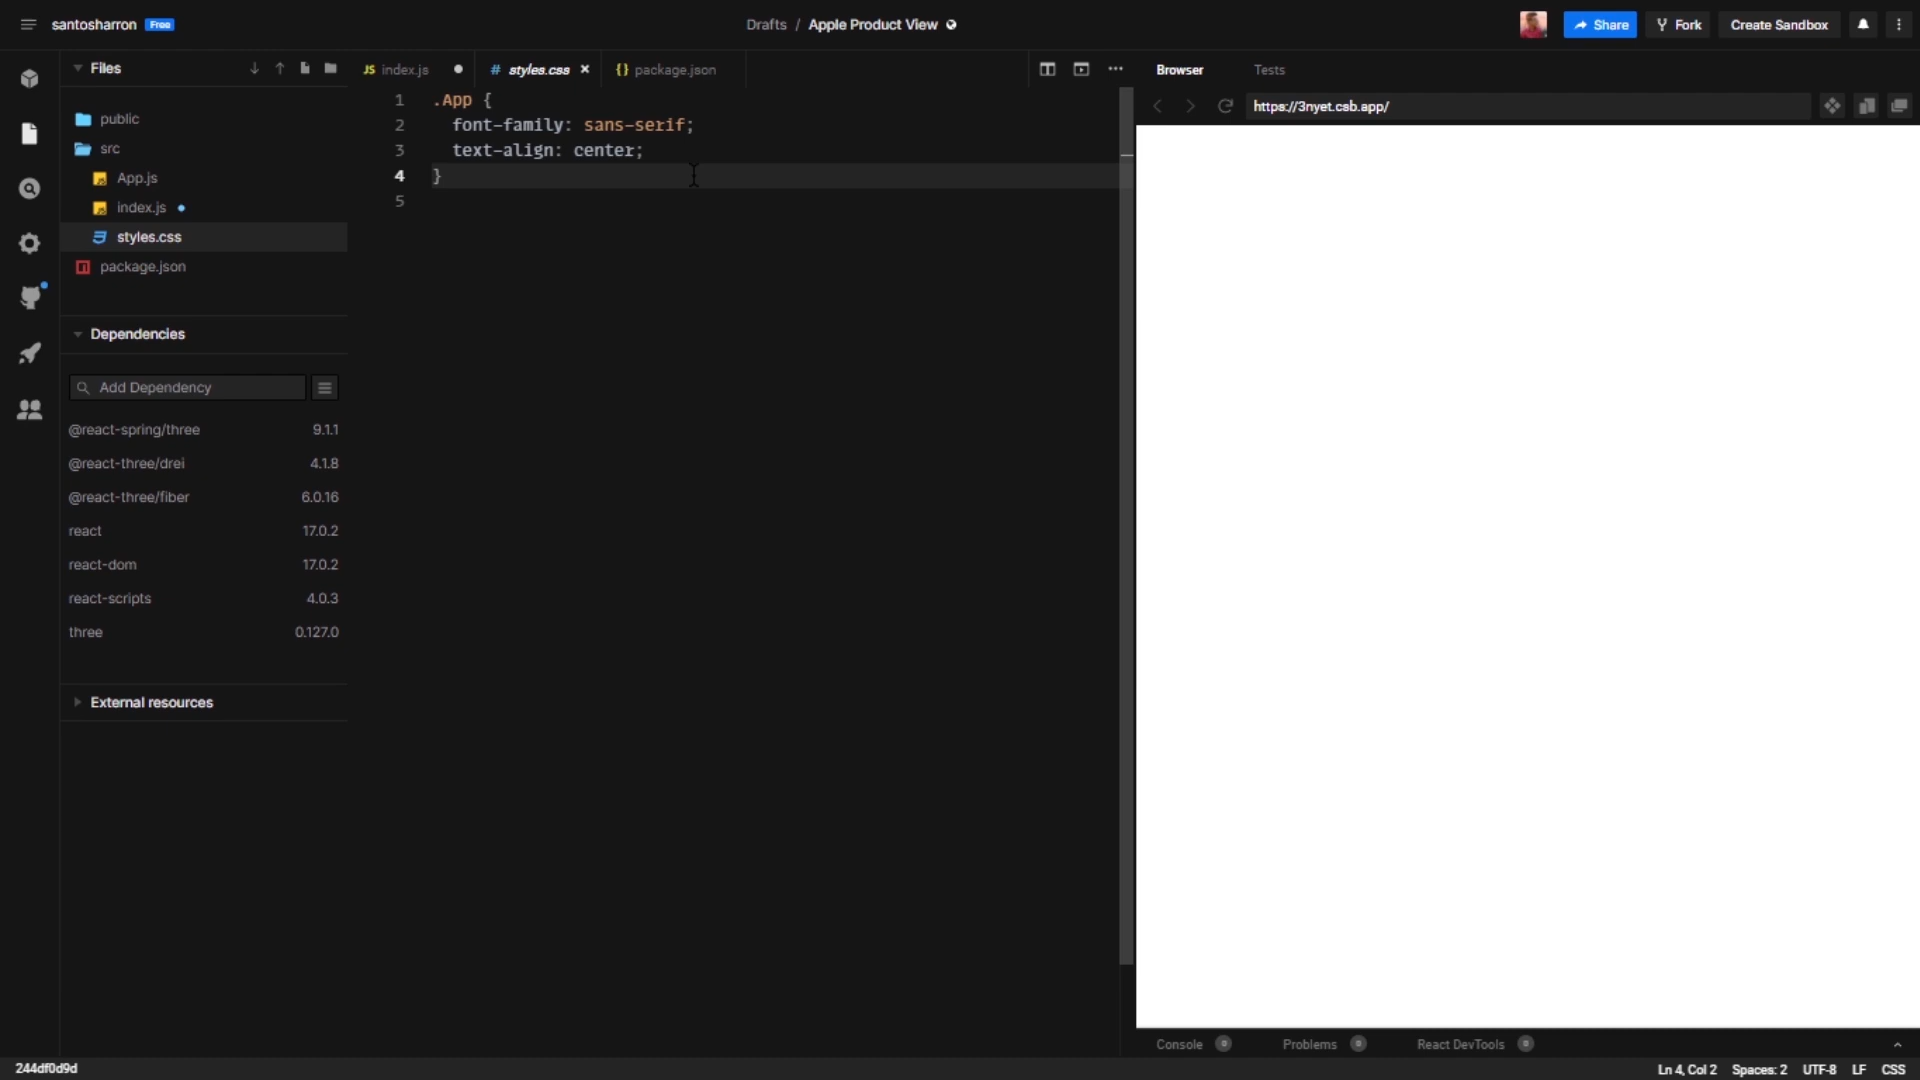 santosharron Free
Drafts / Apple Product View
Share
Fork
Create Sandbox
Files
public
src
App.js
index.js
styles.css
package.json
Dependencies
Add Dependency
@react-spring/three 9.1.1
@react-three/drei 4.1.8
@react-three/fiber 6.0.16
react 17.0.2
react-dom 17.0.2
react-scripts 4.0.3
three 0.127.0
External resources
JS index.js
# styles.css
{} package.json
1 .App {
2 font-family: sans-serif;
3 text-align: center;
4 }
5
Browser Tests
https://3nyet.csb.app/
Console 0 Problems 0 React DevTools 0
244df0d9d
Ln 4, Col 2 Spaces: 2 UTF-8 LF CSS